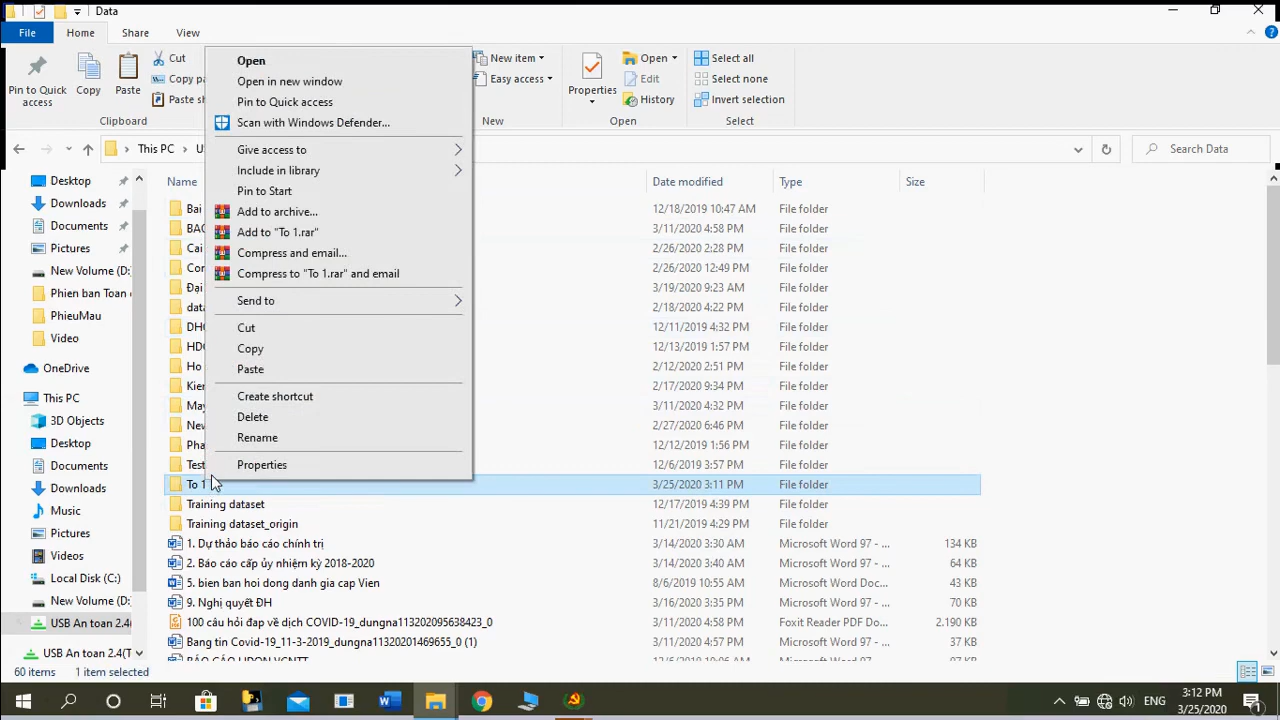 Data
File Home Share View
Pin to Quick access
Copy
Paste
Cut
Copy pa
Paste sh
Clipboard
New item
Easy access
New
Properties
Open
Edit
History
Open
Select all
Select none
Invert selection
Select
This PC
Search Data
Open
Open in new window
Pin to Quick access
Scan with Windows Defender...
Give access to
Include in library
Pin to Start
Add to archive...
Add to "To 1.rar"
Compress and email...
Compress to "To 1.rar" and email
Send to
Cut
Copy
Paste
Create shortcut
Delete
Rename
Properties
Desktop
Downloads
Documents
Pictures
New Volume (D:
Phien ban Toan
PhieuMau
Video
OneDrive
This PC
3D Objects
Desktop
Documents
Downloads
Music
Pictures
Videos
Local Disk (C:)
New Volume (D:
USB An toan 2.4(
USB An toan 2.4(T
Name Date modified Type Size
Bai 12/18/2019 10:47 AM File folder
BAO 3/11/2020 4:58 PM File folder
Cai 2/26/2020 2:28 PM File folder
Cor 2/26/2020 12:49 PM File folder
Đại 3/19/2020 9:23 AM File folder
data 2/18/2020 4:22 PM File folder
DHC 12/11/2019 4:32 PM File folder
HDC 12/13/2019 1:57 PM File folder
Ho 2/12/2020 2:51 PM File folder
Kien 2/17/2020 9:34 PM File folder
May 3/11/2020 4:32 PM File folder
New 2/27/2020 6:46 PM File folder
Pha 12/12/2019 1:56 PM File folder
Test 12/6/2019 3:57 PM File folder
To 1 3/25/2020 3:11 PM File folder
Training dataset 12/17/2019 4:39 PM File folder
Training dataset_origin 11/21/2019 4:29 PM File folder
1. Dự thảo báo cáo chính trị 3/14/2020 3:30 AM Microsoft Word 97 - ... 134 KB
2. Báo cáo cấp ủy nhiệm kỳ 2018-2020 3/14/2020 3:40 AM Microsoft Word 97 - ... 64 KB
5. bien ban hoi dong danh gia cap Vien 8/6/2019 10:55 AM Microsoft Word Doc... 43 KB
9. Nghị quyết ĐH 3/16/2020 3:35 PM Microsoft Word 97 - ... 70 KB
100 câu hỏi đap về dịch COVID-19_dungna113202095638423_0 3/11/2020 4:58 PM Foxit Reader PDF Do... 2.190 KB
Bang tin Covid-19_11-3-2019_dungna11320201469655_0 (1) 3/11/2020 4:57 PM Microsoft Word 97 - ... 37 KB
60 items 1 item selected
ENG
3:12 PM
3/25/2020
1